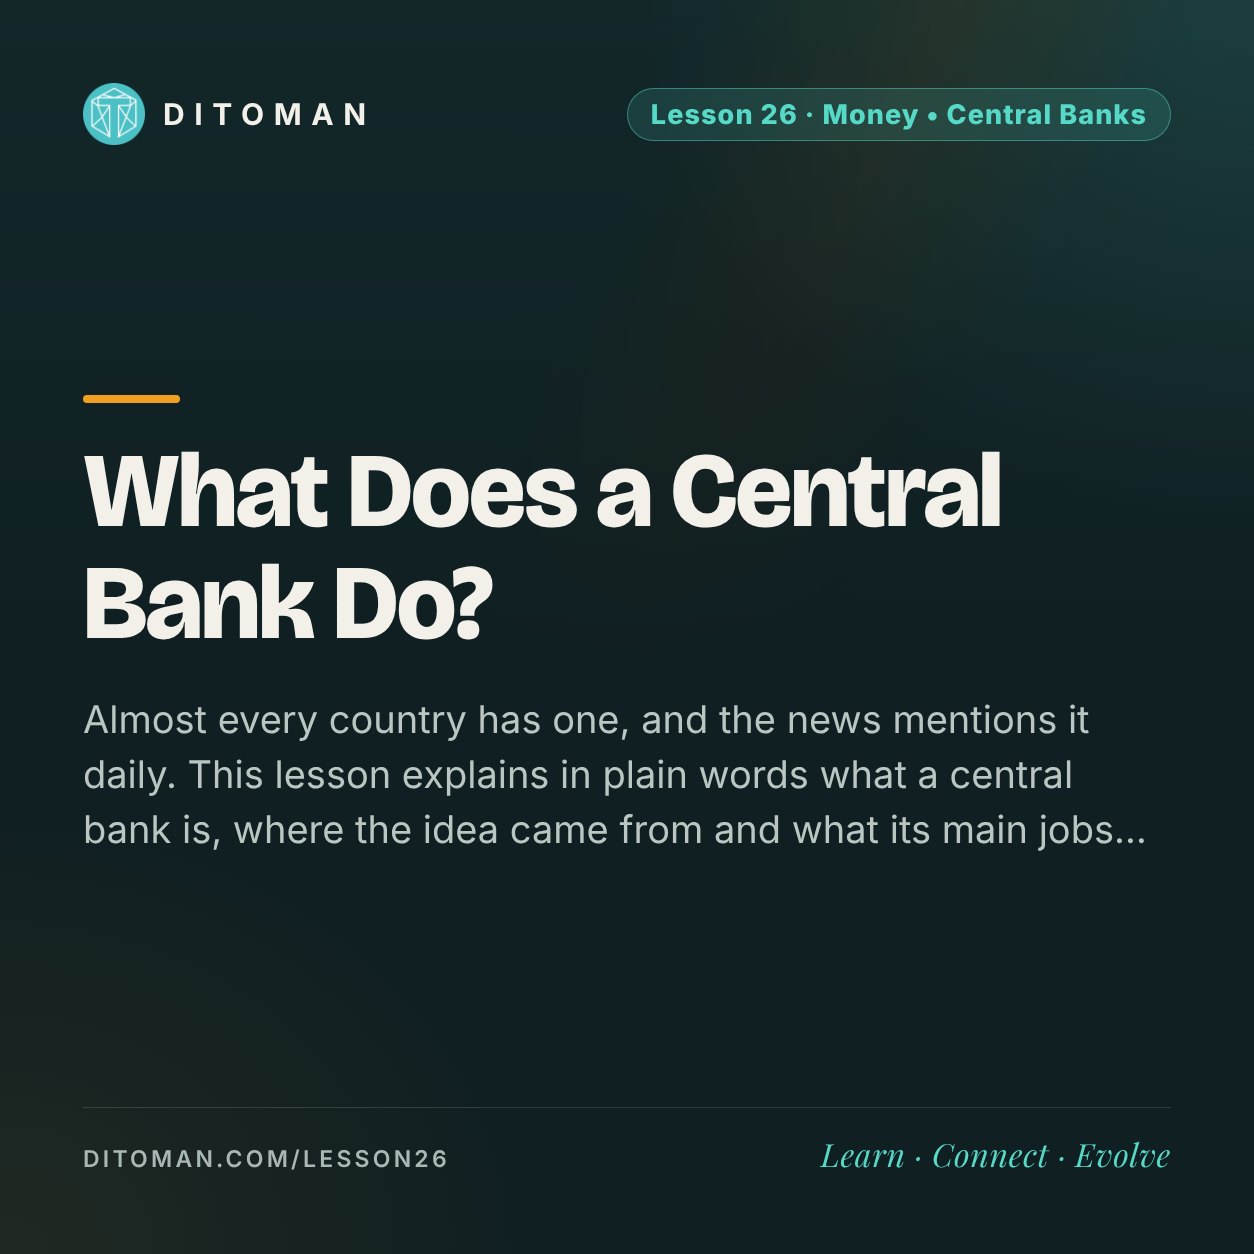 DITOMAN
Lesson 26 · Money • Central Banks
What Does a Central
Bank Do?
Almost every country has one, and the news mentions it
daily. This lesson explains in plain words what a central
bank is, where the idea came from and what its main jobs...
DITOMAN.COM/LESSON26
Learn · Connect · Evolve